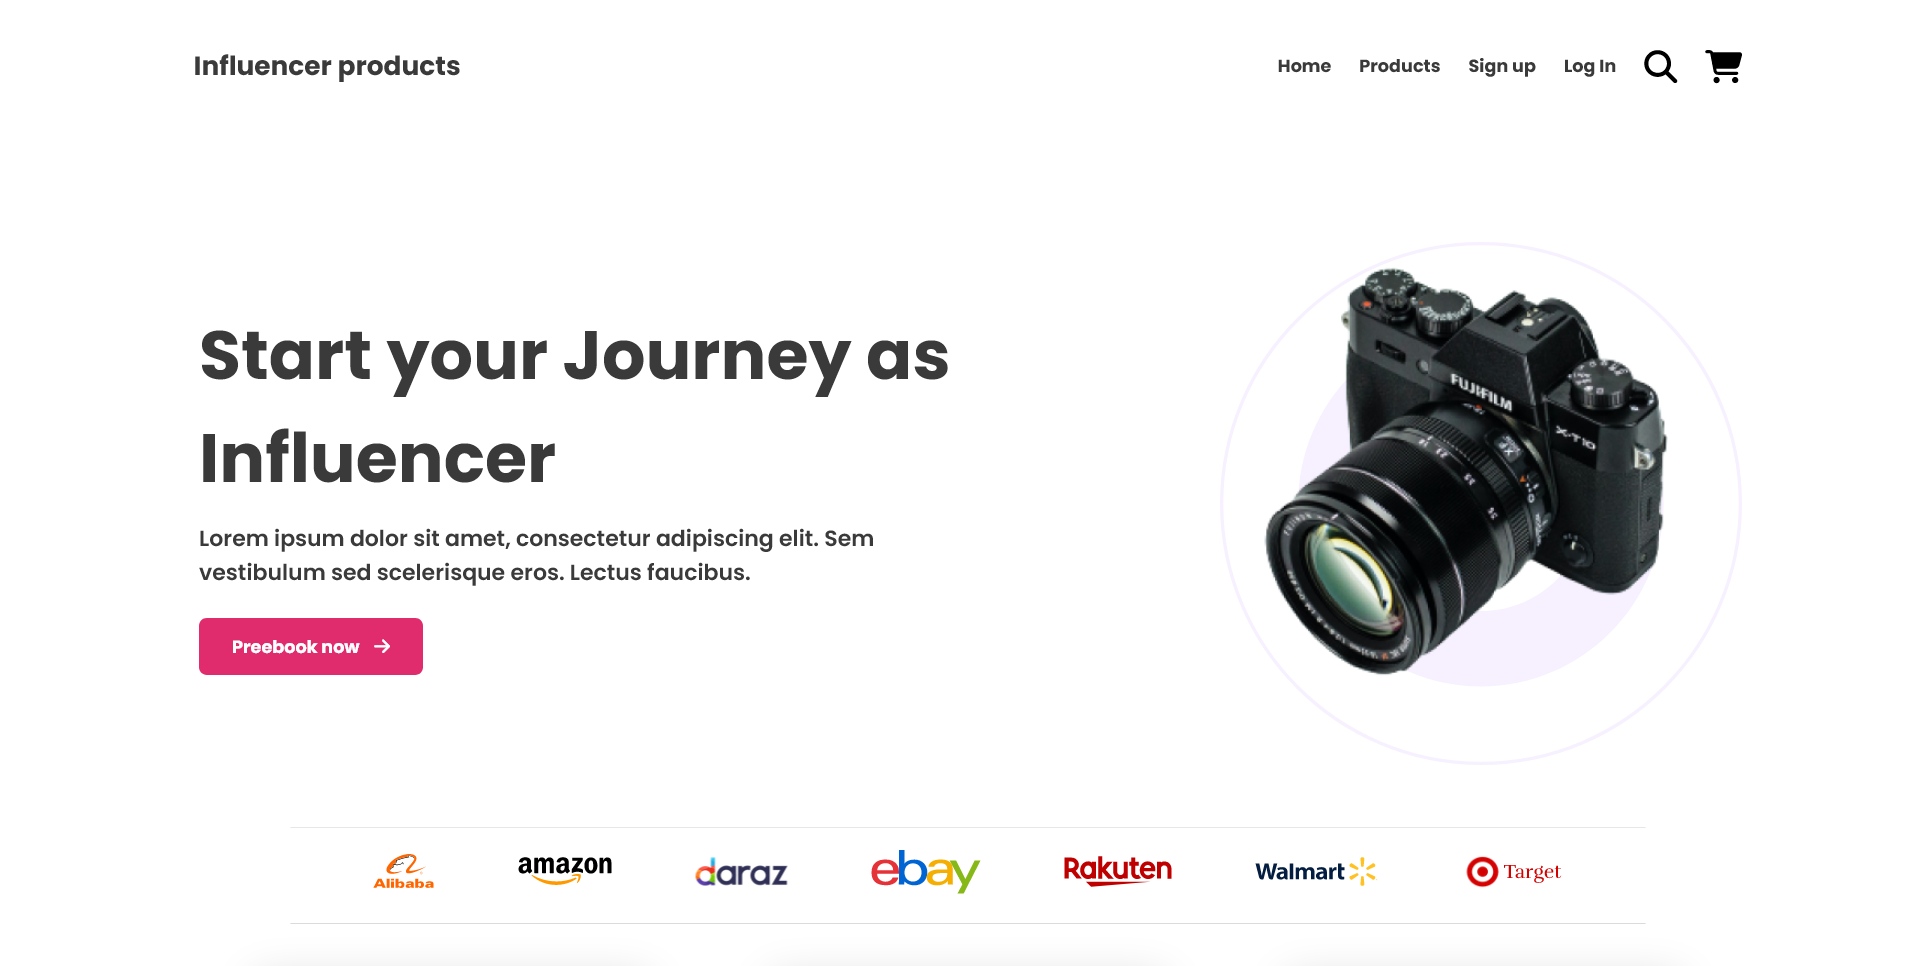 Influencer products
Home Products Sign up Log In
Start your Journey as
Influencer
Lorem ipsum dolor sit amet, consectetur adipiscing elit. Sem
vestibulum sed scelerisque eros. Lectus faucibus.
Preebook now
FUJIFILM
X-T10
XF
Alibaba
amazon
daraz
ebay
Rakuten
Walmart
Target